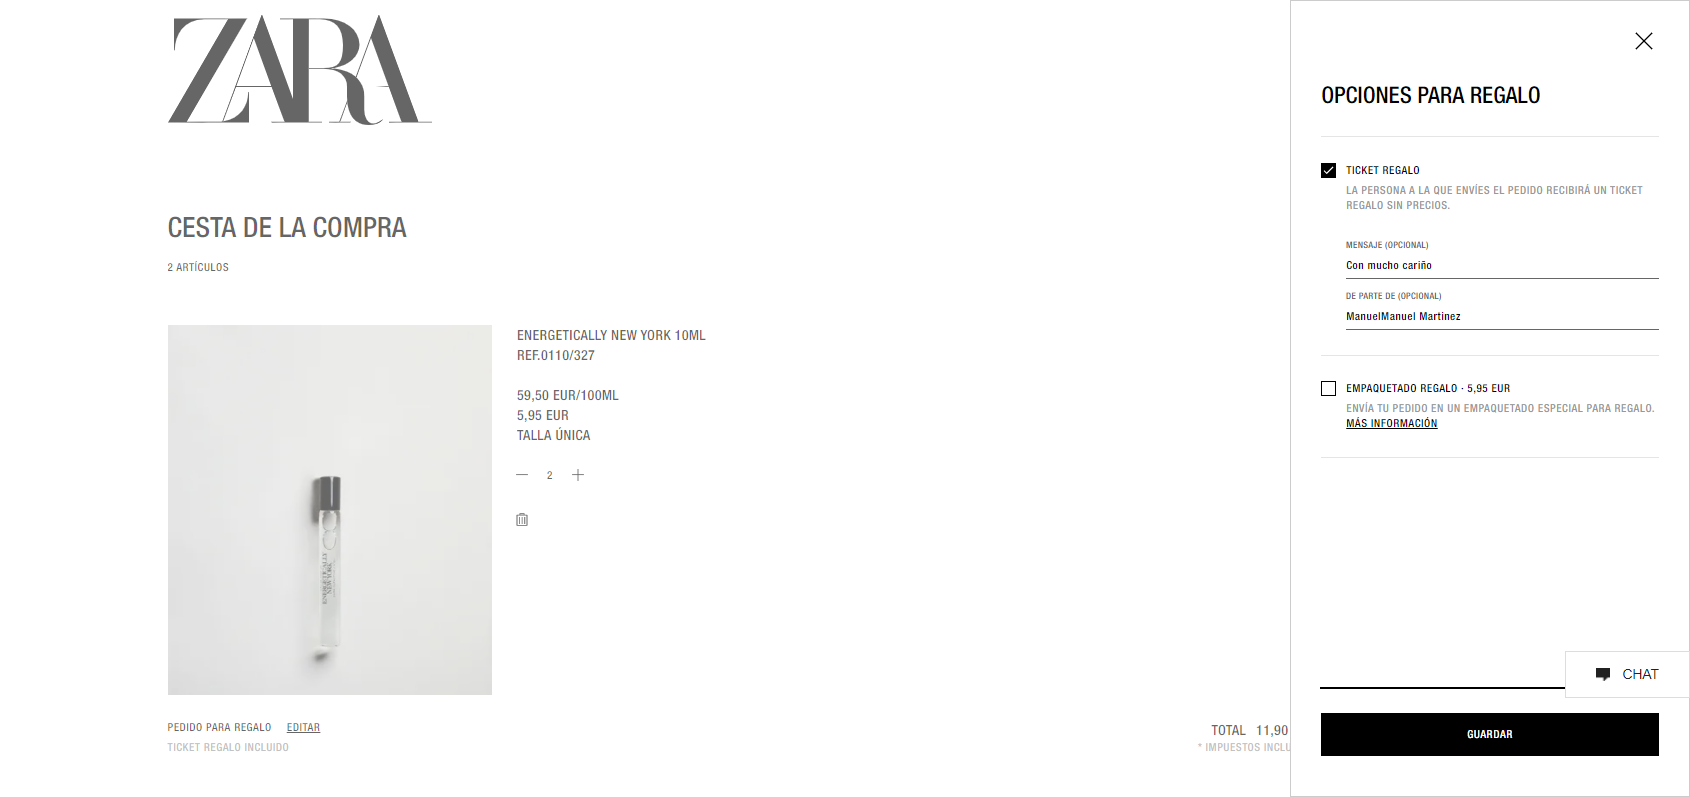 ZARA
CESTA DE LA COMPRA
2 ARTÍCULOS
ENERGETICALLY NEW YORK 10ML
REF.0110/327
59,50 EUR/100ML
5,95 EUR
TALLA ÚNICA
2
ENERGETICALLY
NEW YORK
PEDIDO PARA REGALO EDITAR
TICKET REGALO INCLUIDO
TOTAL 11,90
* IMPUESTOS INCLU
OPCIONES PARA REGALO
TICKET REGALO
LA PERSONA A LA QUE ENVÍES EL PEDIDO RECIBIRÁ UN TICKET
REGALO SIN PRECIOS.
MENSAJE (OPCIONAL)
Con mucho cariño
DE PARTE DE (OPCIONAL)
ManuelManuel Martinez
EMPAQUETADO REGALO · 5,95 EUR
ENVÍA TU PEDIDO EN UN EMPAQUETADO ESPECIAL PARA REGALO.
MÁS INFORMACIÓN
CHAT
GUARDAR